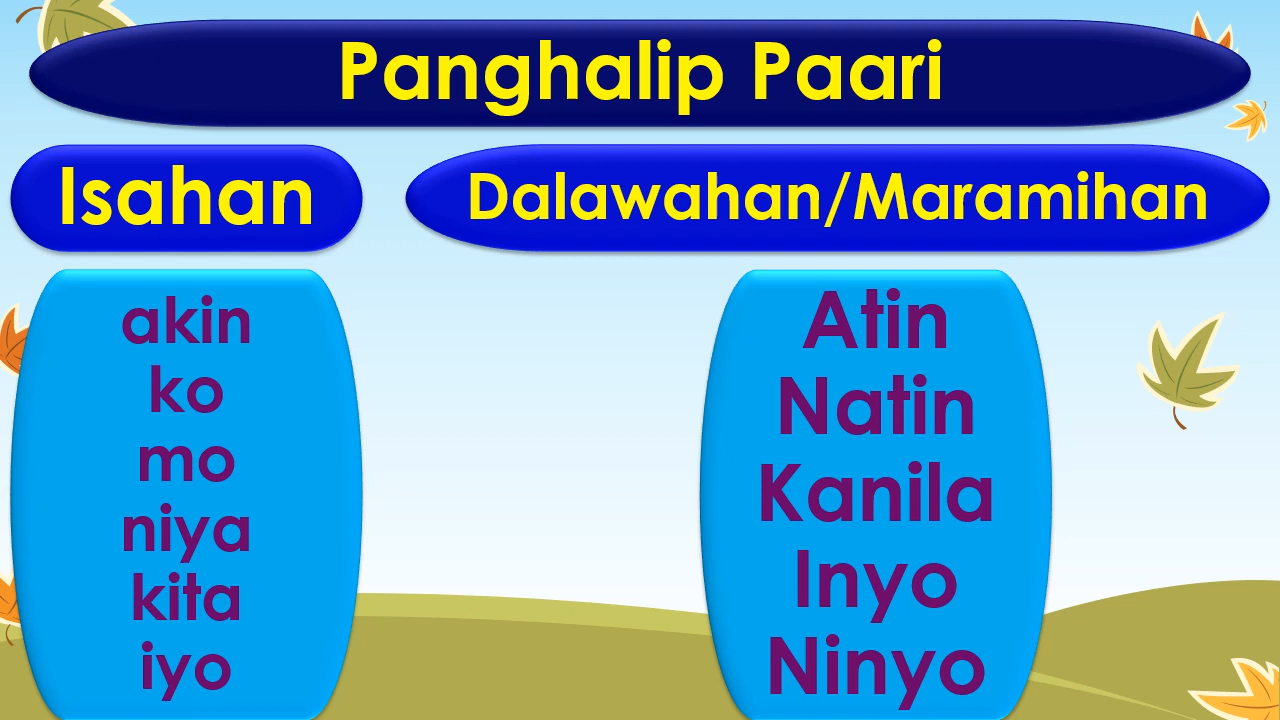 Panghalip Paari
Isahan
Dalawahan/Maramihan
akin
ko
mo
niya
kita
iyo
Atin
Natin
Kanila
Inyo
Ninyo